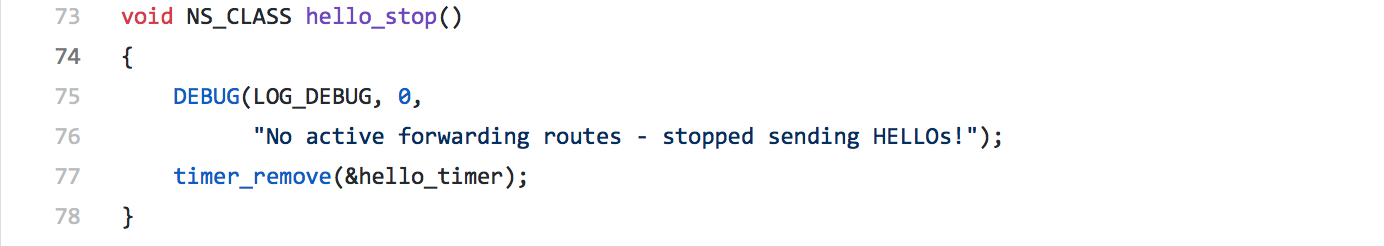 73 void NS_CLASS hello_stop()
74 {
75 DEBUG(LOG_DEBUG, 0,
76 "No active forwarding routes - stopped sending HELLOs!");
77 timer_remove(&hello_timer);
78 }